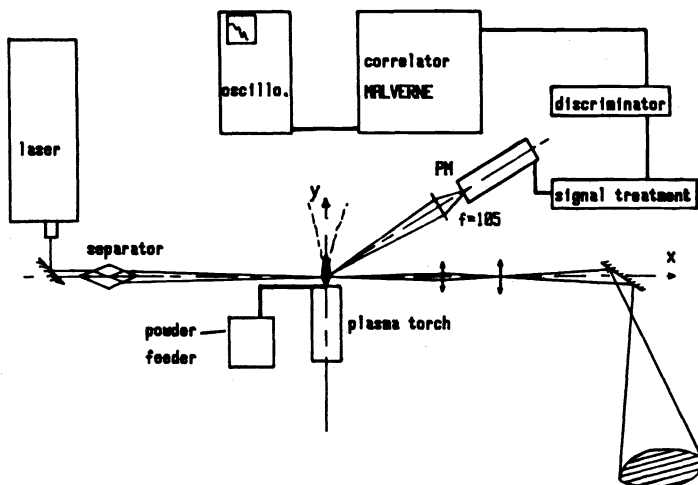 oscillo.
correlator
MALVERNE
laser
discriminator
PM
signal treatment
y
f=105
separator
x
plasma torch
powder
feeder